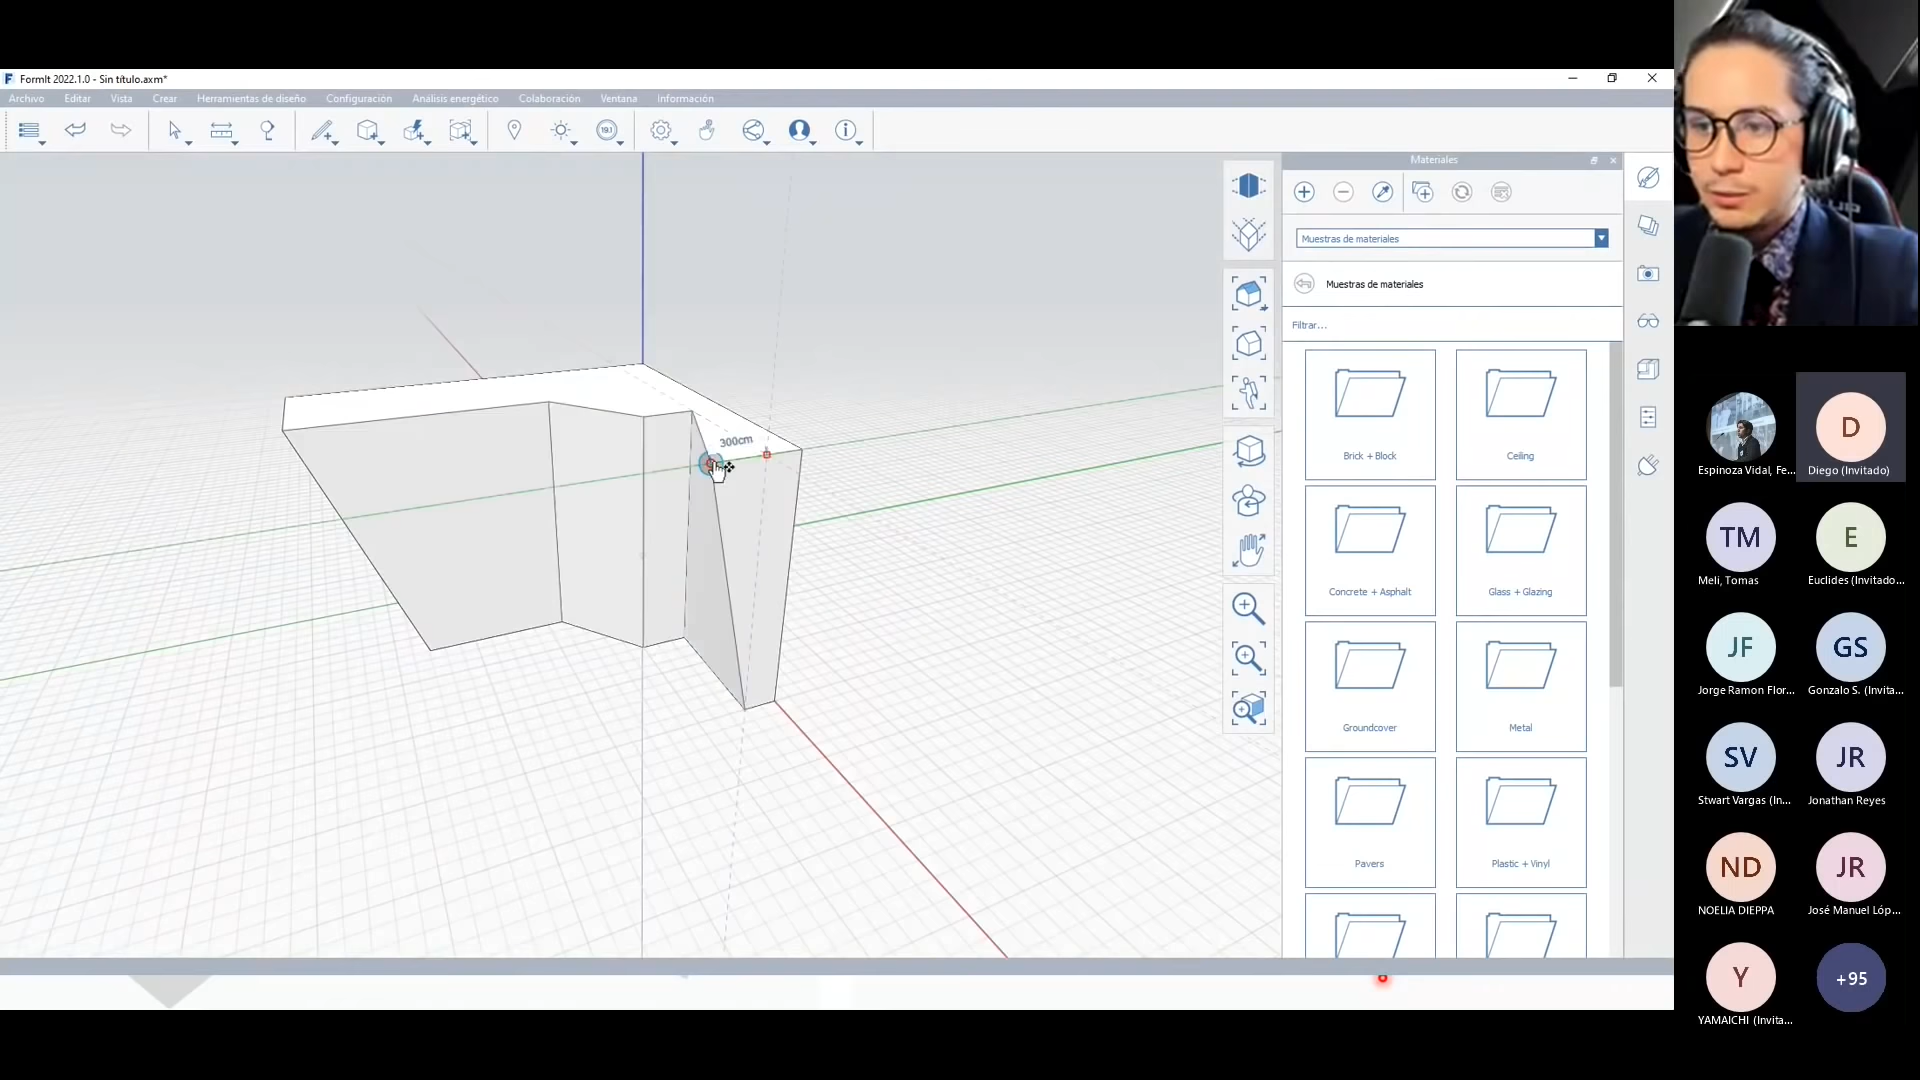 FormIt 2022.1.0 - Sin título.axm*
Archivo Editar Vista Crear Herramientas de diseño Configuración Análisis energético Colaboración Ventana Información
19.1
Materiales
Muestras de materiales
Muestras de materiales
Filtrar...
300cm
Brick + Block
Ceiling
Concrete + Asphalt
Glass + Glazing
Groundcover
Metal
Pavers
Plastic + Vinyl
D
Espinoza Vidal, Fe...
Diego (Invitado)
TM
E
Meli, Tomas
Euclides (Invitado...
JF
GS
Jorge Ramon Flor...
Gonzalo S. (Invita...
SV
JR
Stwart Vargas (In...
Jonathan Reyes
ND
JR
NOELIA DIEPPA
José Manuel Lóp...
Y
+95
YAMAICHI (Invita...